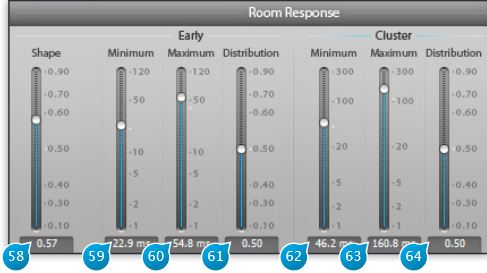 Room Response
Early Cluster
Shape Minimum Maximum Distribution Minimum Maximum Distribution
0.90 120 120 0.90 300 300 0.90
0.70 50 50 0.70 100 100 0.70
0.60 0.60 0.60
0.50 10 10 0.50 20 20 0.50
0.40 5 5 0.40 5 5 0.40
0.30 2 2 0.30 2 2 0.30
0.10 1 1 0.10 1 1 0.10
0.57 22.9 ms 54.8 ms 0.50 46.2 ms 160.8 ms 0.50
58 59 60 61 62 63 64